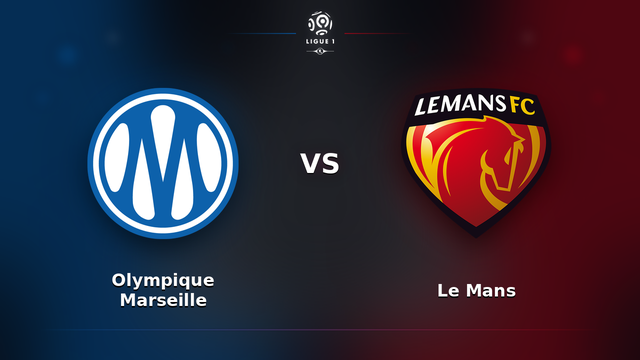 LIGUE 1
LEMANS FC
VS
Olympique
Marseille
Le Mans